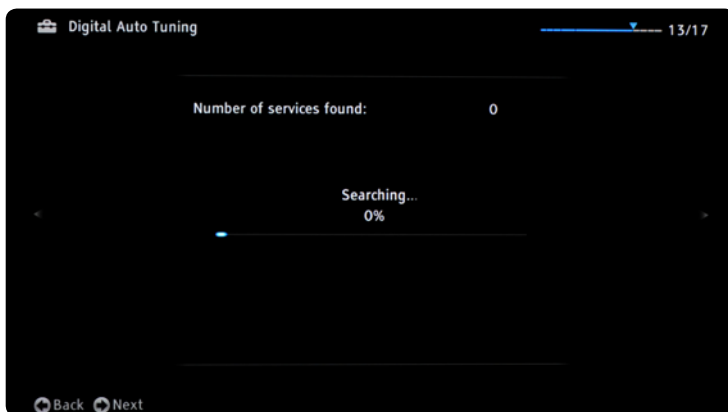 Digital Auto Tuning
13/17
Number of services found: 0
Searching...
0%
Back Next